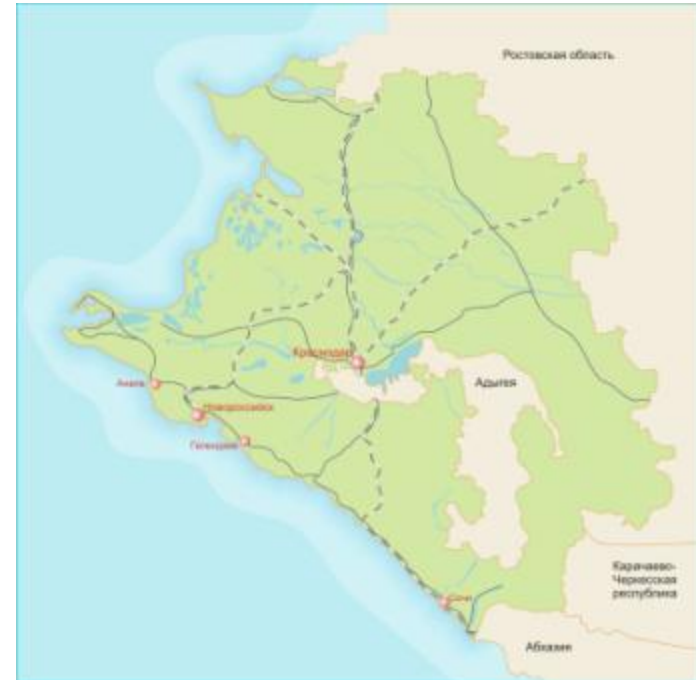 Ростовская область
Краснодар
Адыгея
Анапа
Новороссийск
Геленджик
Карачаево-
Черкесская
республика
Сочи
Абхазия